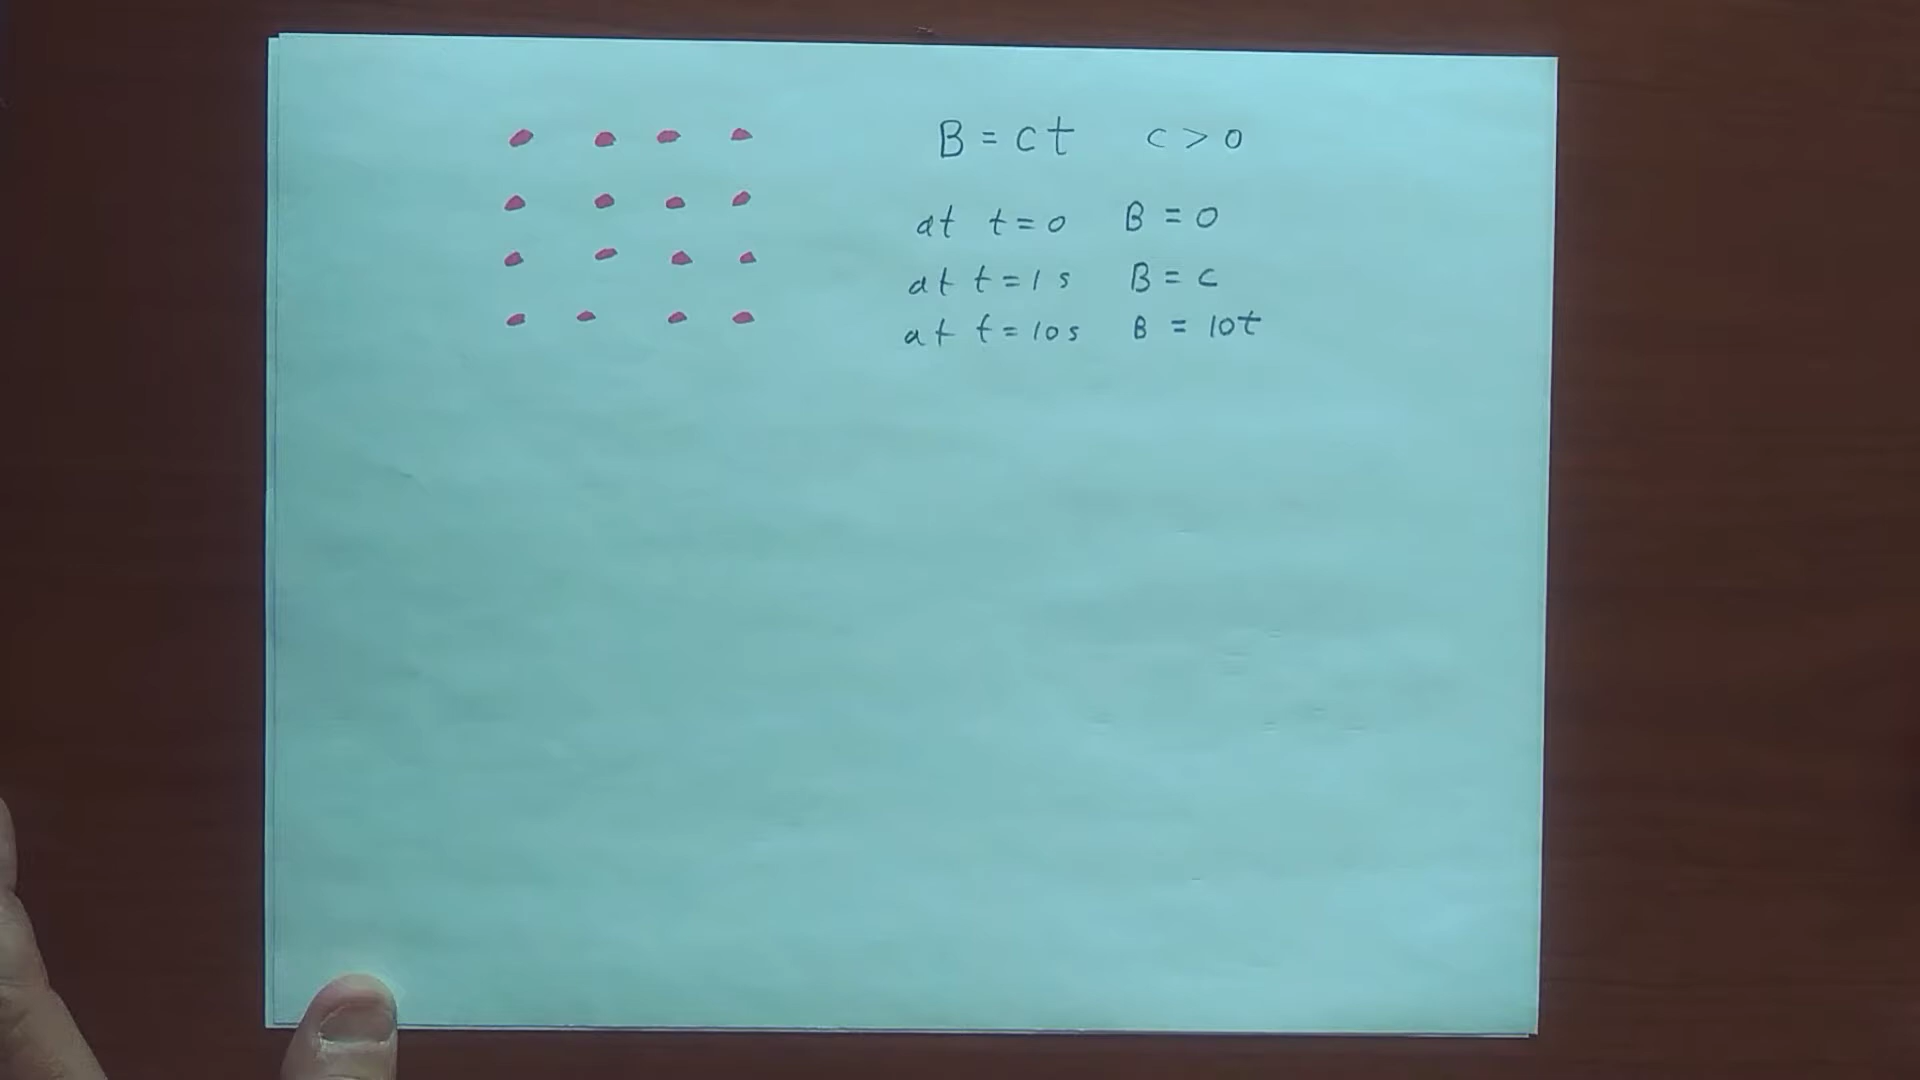 B = ct c > 0
at t = 0 B = 0
at t = 1 s B = c
at t = 10 s B = 10t